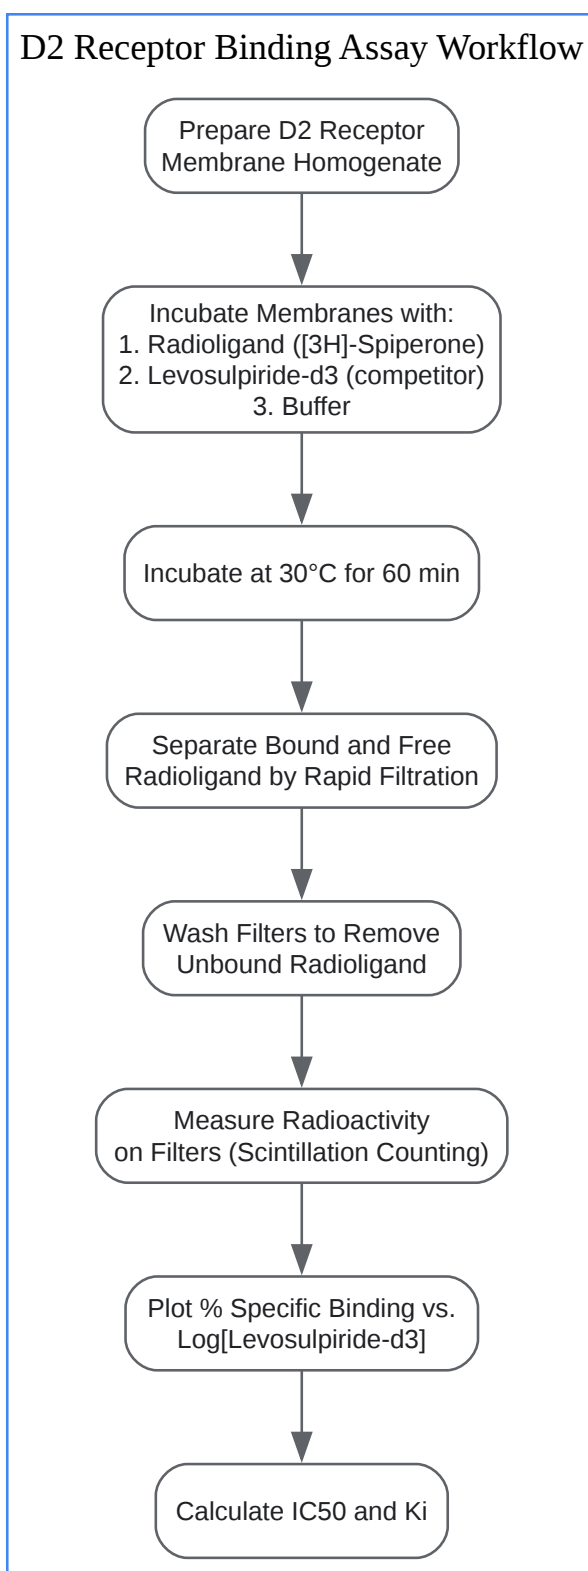 D2 Receptor Binding Assay Workflow
Prepare D2 Receptor
Membrane Homogenate
Incubate Membranes with:
1. Radioligand ([3H]-Spiperone)
2. Levosulpiride-d3 (competitor)
3. Buffer
Incubate at 30°C for 60 min
Separate Bound and Free
Radioligand by Rapid Filtration
Wash Filters to Remove
Unbound Radioligand
Measure Radioactivity
on Filters (Scintillation Counting)
Plot % Specific Binding vs.
Log[Levosulpiride-d3]
Calculate IC50 and Ki